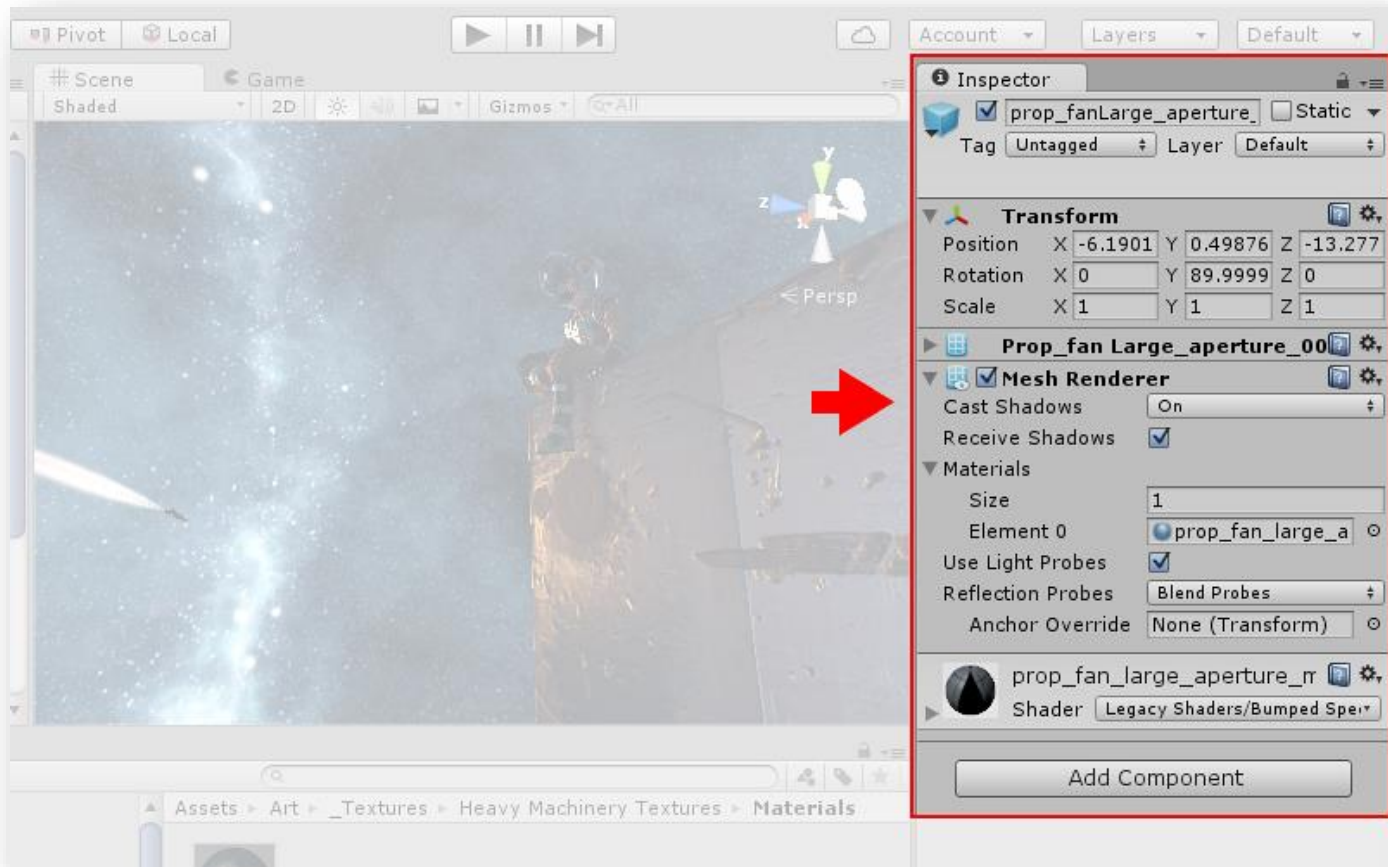 Pivot Local Account Layers Default
Scene Game
Shaded 2D Gizmos All
y
z
x
Persp
Inspector
prop_fanLarge_aperture_ Static
Tag Untagged Layer Default
Transform
Position X -6.1901 Y 0.49876 Z -13.277
Rotation X 0 Y 89.9999 Z 0
Scale X 1 Y 1 Z 1
Prop_fan Large_aperture_00
Mesh Renderer
Cast Shadows On
Receive Shadows
Materials
Size 1
Element 0 prop_fan_large_a
Use Light Probes
Reflection Probes Blend Probes
Anchor Override None (Transform)
prop_fan_large_aperture_m
Shader Legacy Shaders/Bumped Spe
Add Component
Assets Art _Textures Heavy Machinery Textures Materials